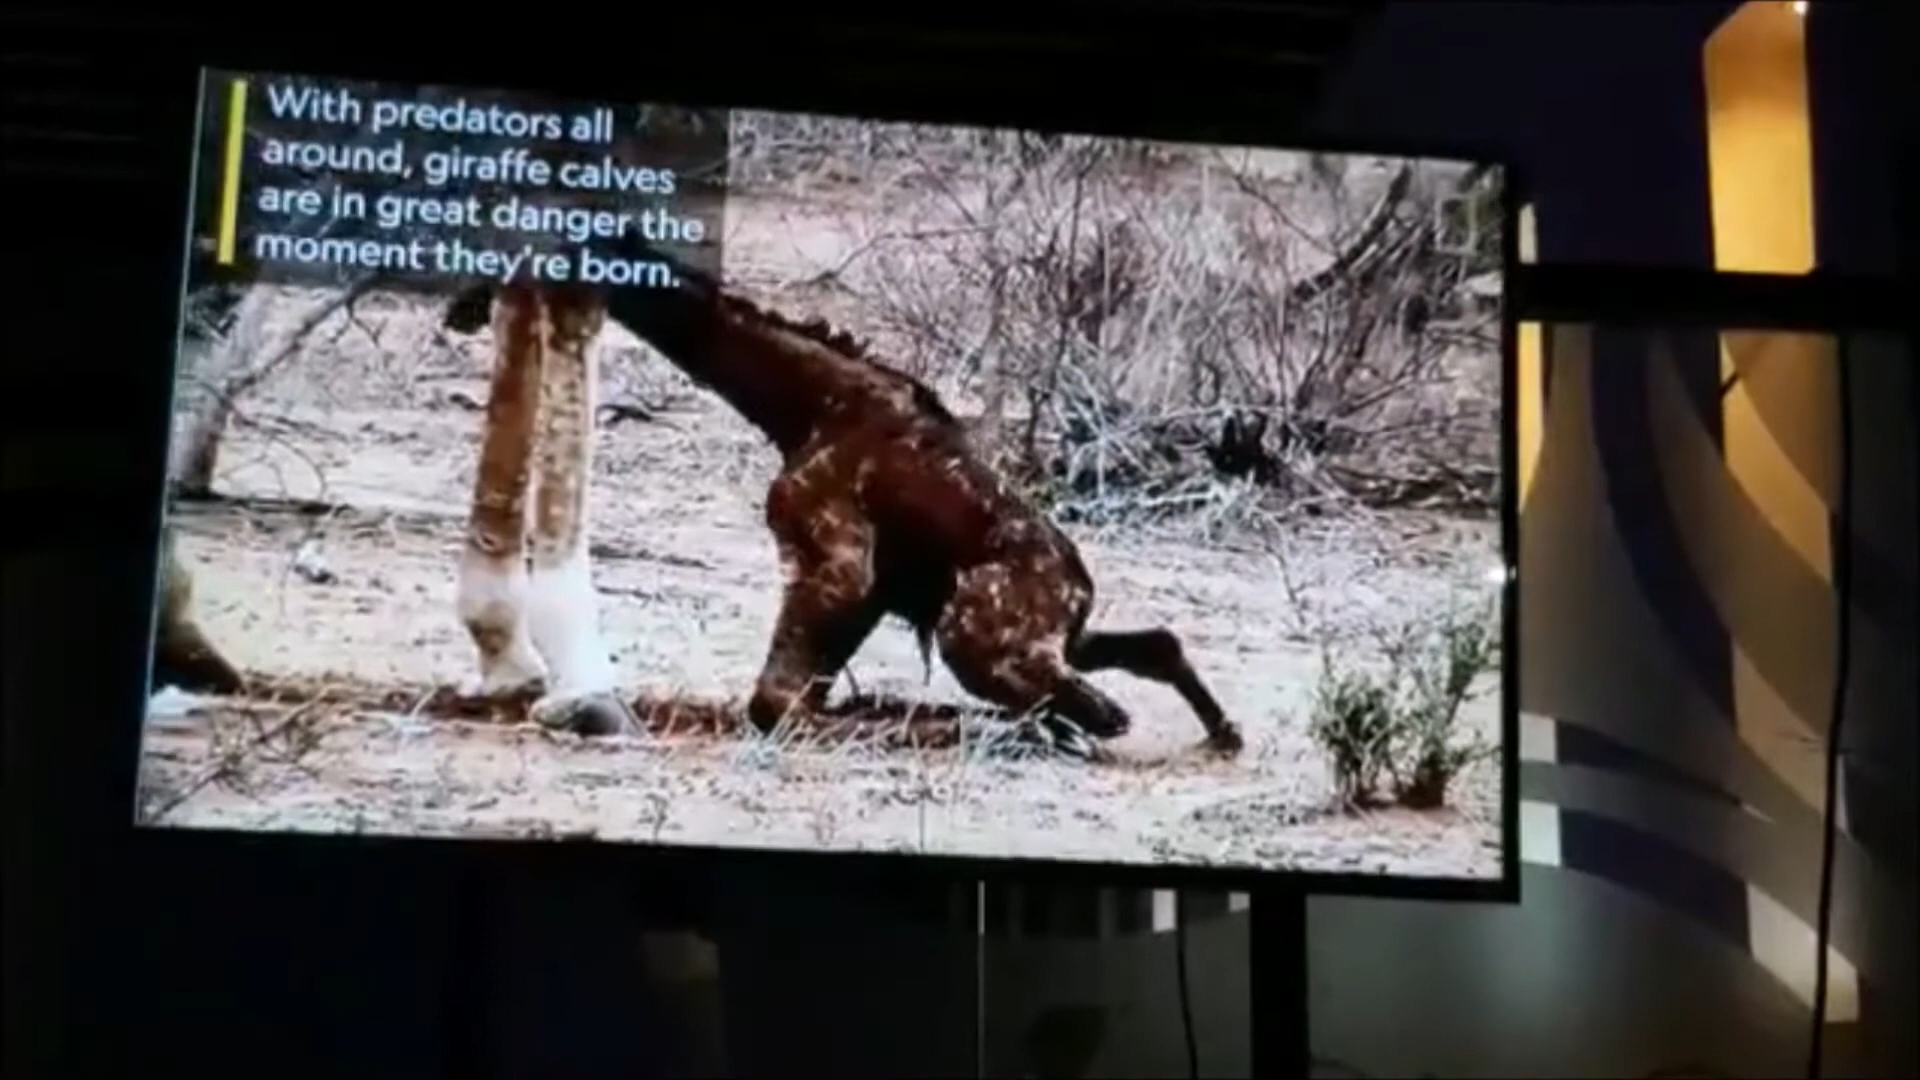 With predators all
around, giraffe calves
are in great danger the
moment they're born.